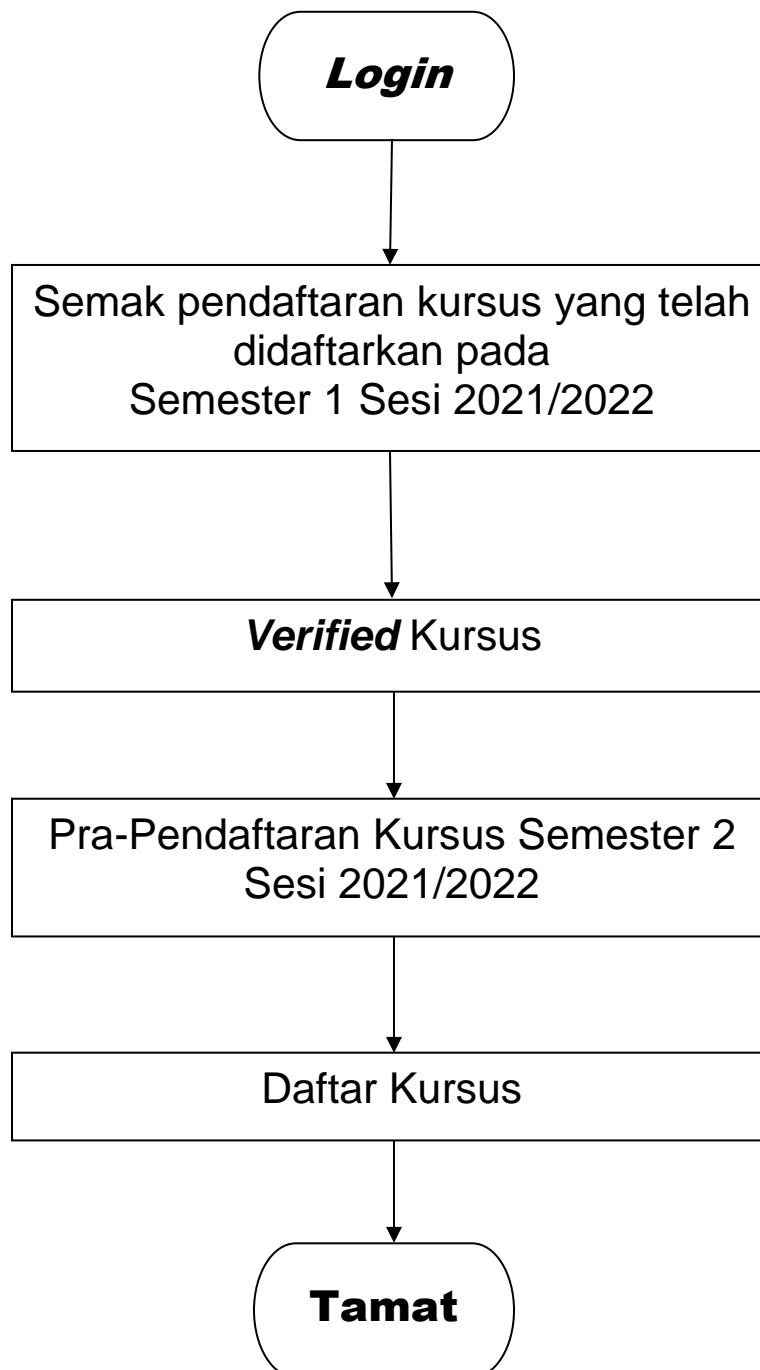 Login
Semak pendaftaran kursus yang telah
didaftarkan pada
Semester 1 Sesi 2021/2022
Verified Kursus
Pra-Pendaftaran Kursus Semester 2
Sesi 2021/2022
Daftar Kursus
Tamat